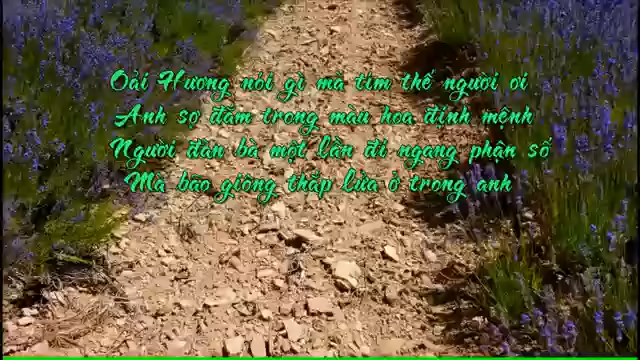 Oải Hương nói gì mà tím thế người ơi
Anh sợ đắm trong màu hoa định mệnh
Người đàn bà một lần đi ngang phận số
Mà bão giông thắp lửa ở trong anh